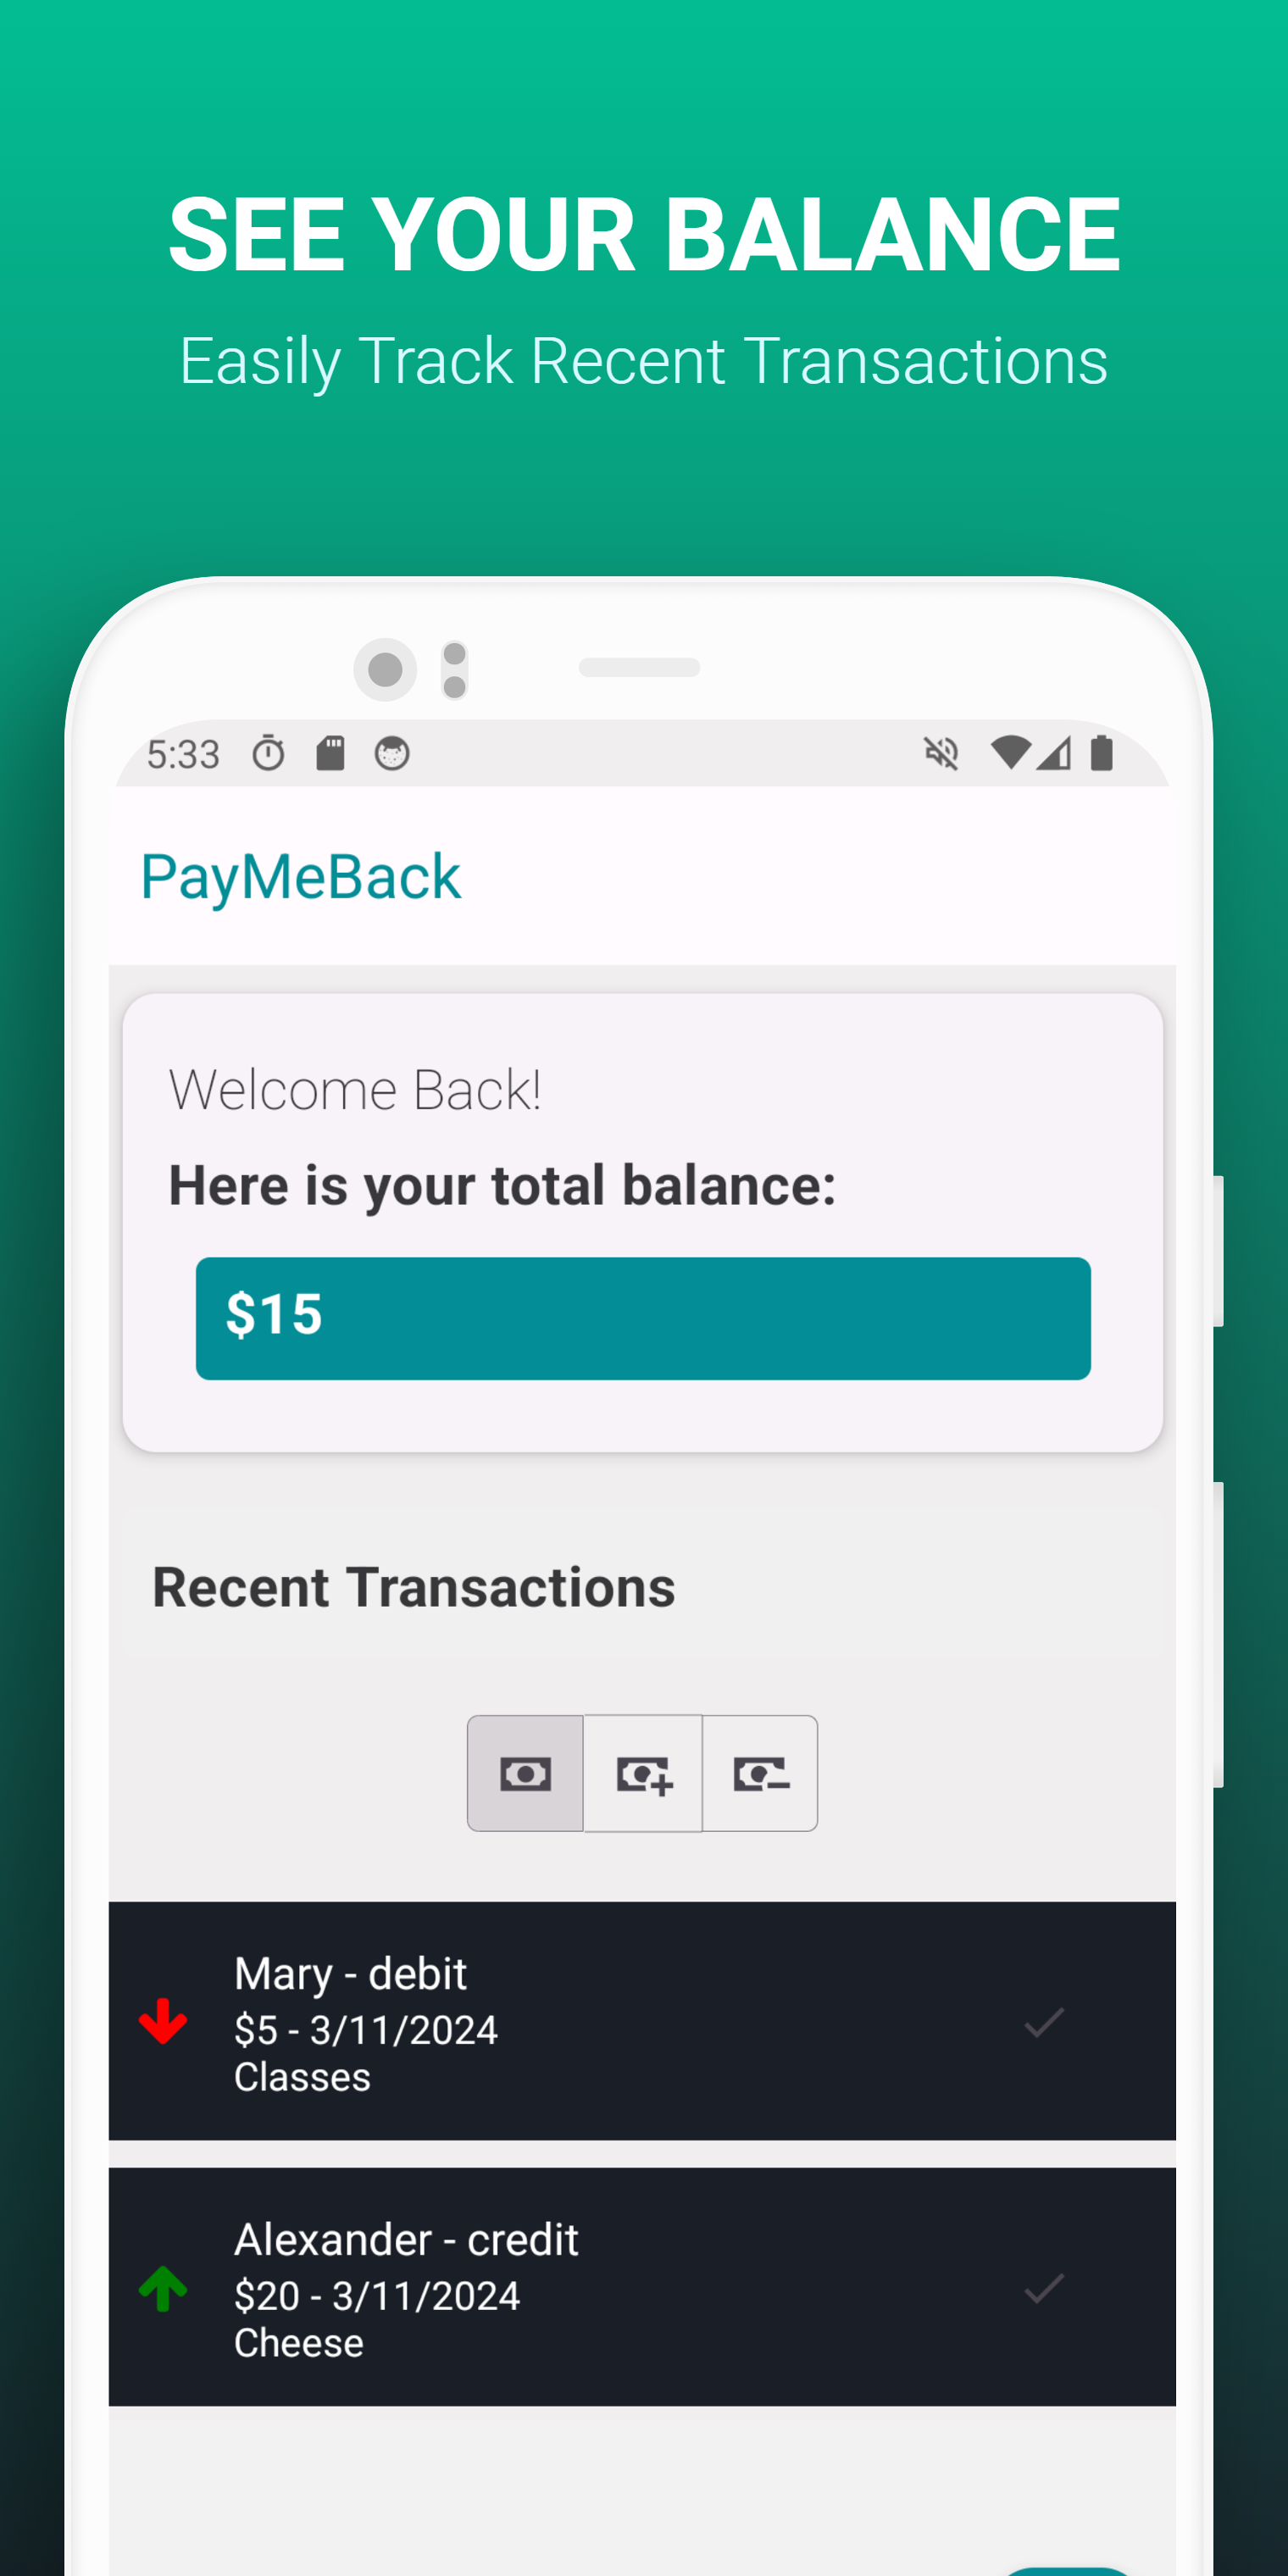 SEE YOUR BALANCE
Easily Track Recent Transactions
5:33
PayMeBack
Welcome Back!
Here is your total balance:
$15
Recent Transactions
Mary - debit
$5 - 3/11/2024
Classes
Alexander - credit
$20 - 3/11/2024
Cheese